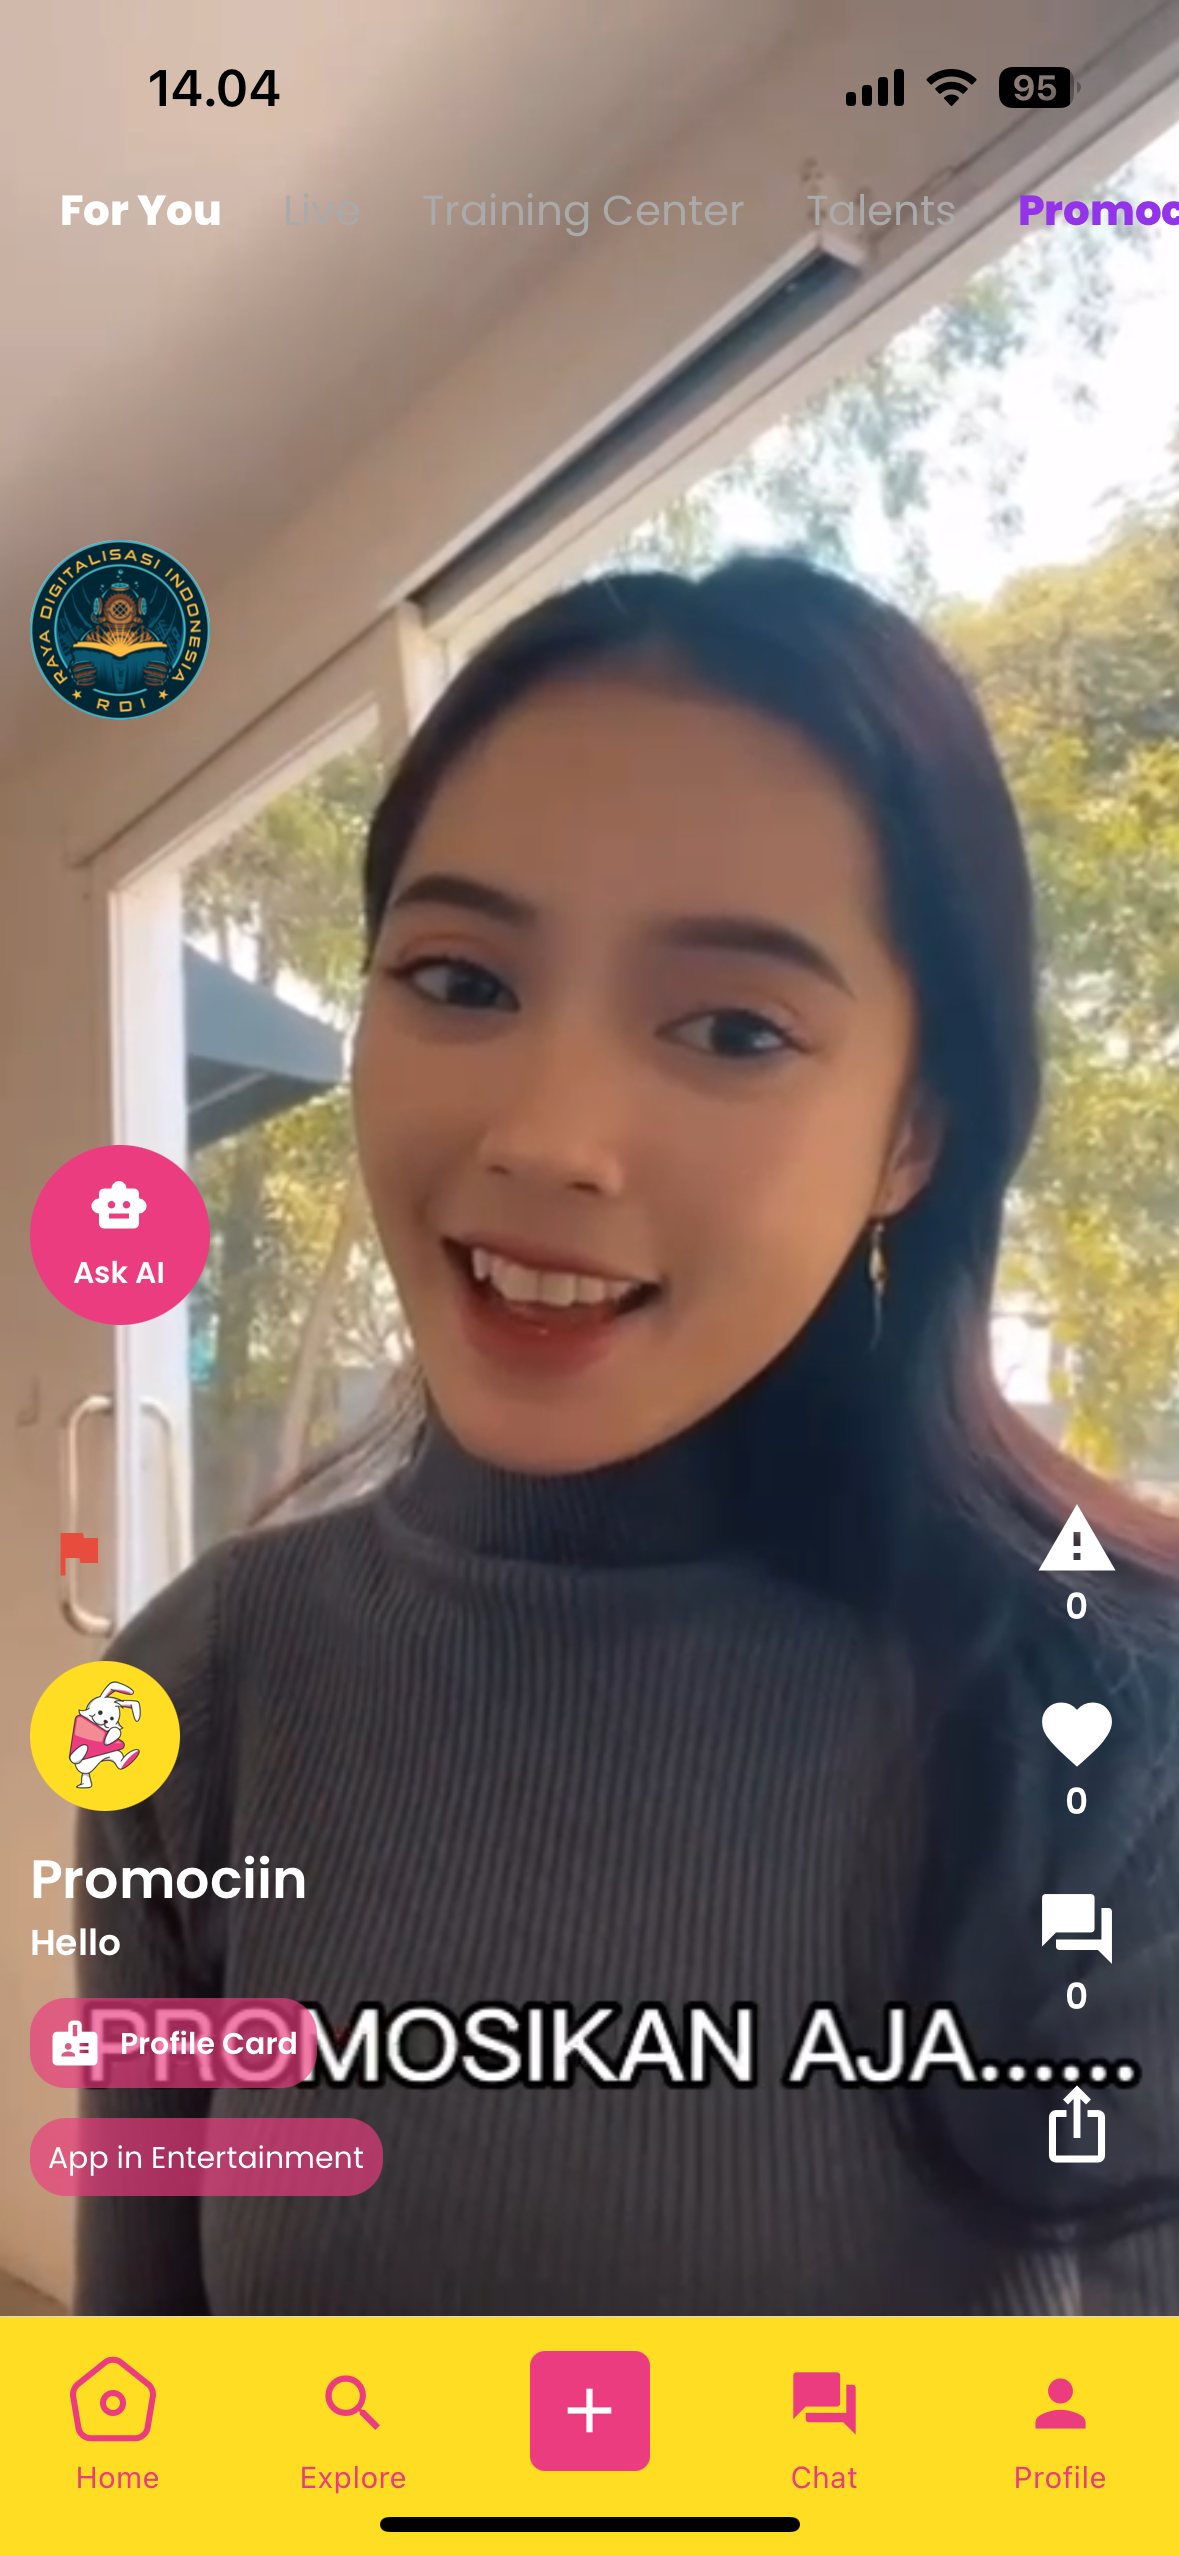 14.04
95
For You Live Training Center Talents Promoc
RAYA DIGITALISASI INDONESIA
RDI
Ask AI
0
0
Promociin
Hello
0
Profile Card
PROMOSIKAN AJA......
App in Entertainment
Home Explore Chat Profile